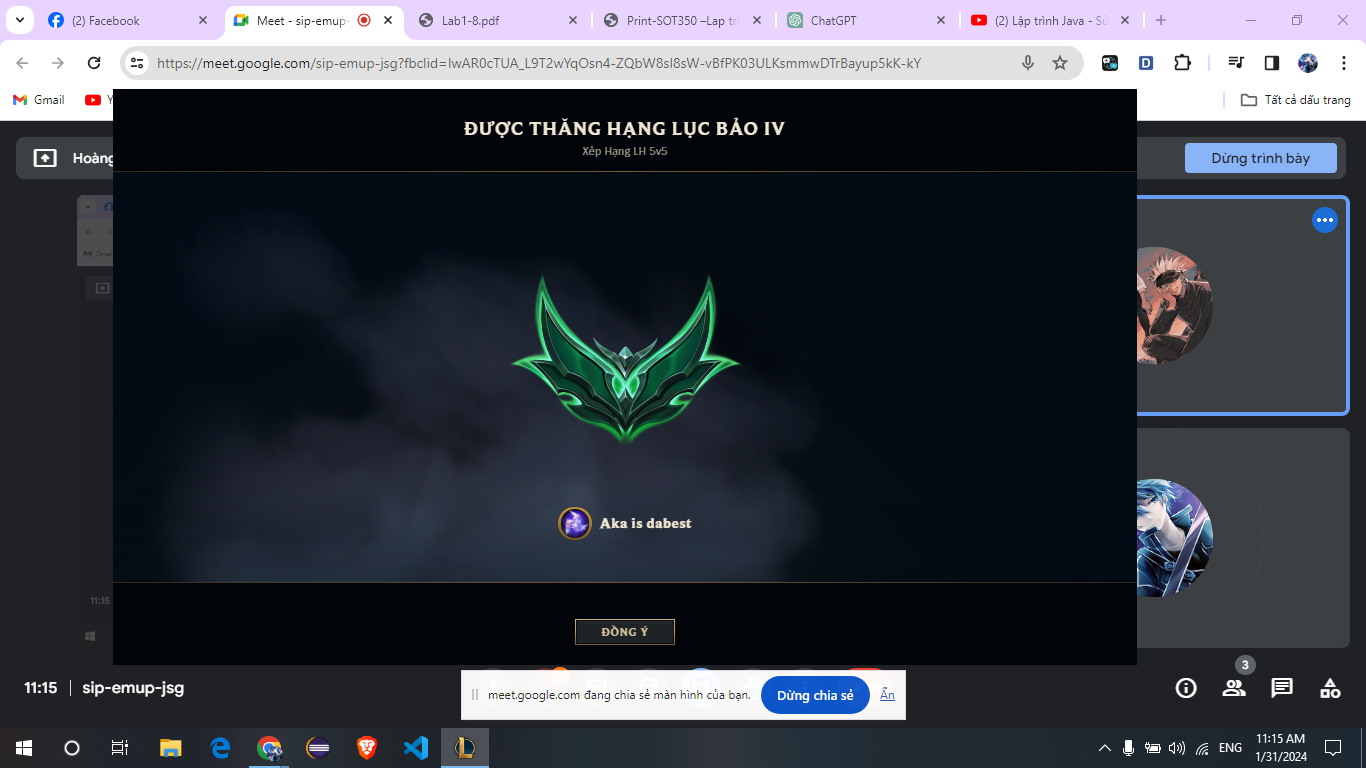 (2) Facebook
Meet - sip-emup-
Lab1-8.pdf
Print-SOT350 –Lap tr
ChatGPT
(2) Lập trình Java - Sử
https://meet.google.com/sip-emup-jsg?fbclid=IwAR0cTUA_L9T2wYqOsn4-ZQbW8sI8sW-vBfPK03ULKsmmwDTrBayup5kK-kY
Gmail
Y
Tất cả dấu trang
ĐƯỢC THĂNG HẠNG LỤC BẢO IV
Xếp Hạng LH 5v5
Hoàng
Dừng trình bày
Aka is dabest
11:15
ĐỒNG Ý
3
11:15
sip-emup-jsg
meet.google.com đang chia sẻ màn hình của bạn.
Dừng chia sẻ
Ẩn
ENG
11:15 AM
1/31/2024